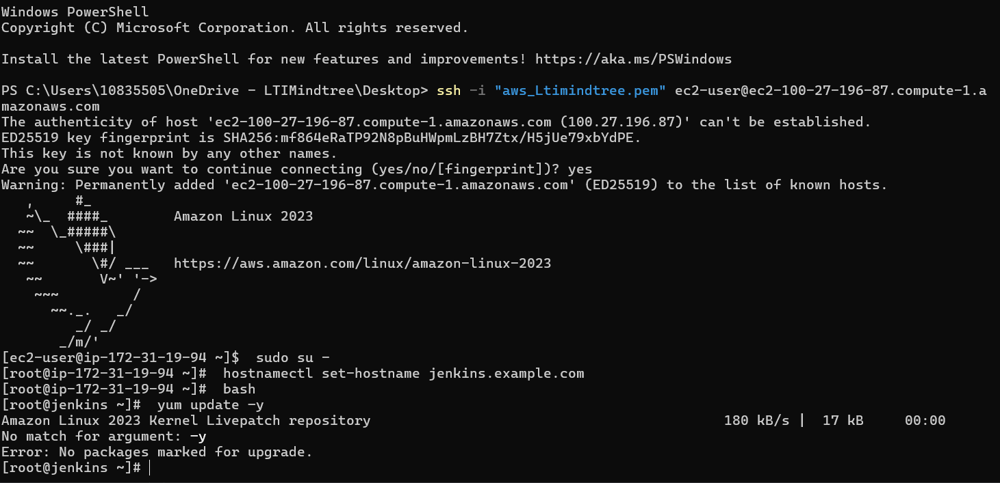 Windows PowerShell
Copyright (C) Microsoft Corporation. All rights reserved.
Install the latest PowerShell for new features and improvements! https://aka.ms/PSWindows
PS C:\Users\10835505\OneDrive - LTIMindtree\Desktop> ssh -i "aws_Ltimindtree.pem" ec2-user@ec2-100-27-196-87.compute-1.a
mazonaws.com
The authenticity of host 'ec2-100-27-196-87.compute-1.amazonaws.com (100.27.196.87)' can't be established.
ED25519 key fingerprint is SHA256:mf864eRaTP92N8pBuHWpmLzBH7Ztx/H5jUe79xbYdPE.
This key is not known by any other names.
Are you sure you want to continue connecting (yes/no/[fingerprint])? yes
Warning: Permanently added 'ec2-100-27-196-87.compute-1.amazonaws.com' (ED25519) to the list of known hosts.
   ,     #_
   ~\_  ####_        Amazon Linux 2023
  ~~  \_#####\
  ~~     \###|
  ~~       \#/ ___   https://aws.amazon.com/linux/amazon-linux-2023
   ~~       V~' '->
    ~~~         /
      ~~._.   _/
         _/ _/
       _/m/'
[ec2-user@ip-172-31-19-94 ~]$  sudo su -
[root@ip-172-31-19-94 ~]#  hostnamectl set-hostname jenkins.example.com
[root@ip-172-31-19-94 ~]#  bash
[root@jenkins ~]#  yum update –y
Amazon Linux 2023 Kernel Livepatch repository                                           180 kB/s |  17 kB     00:00
No match for argument: –y
Error: No packages marked for upgrade.
[root@jenkins ~]#